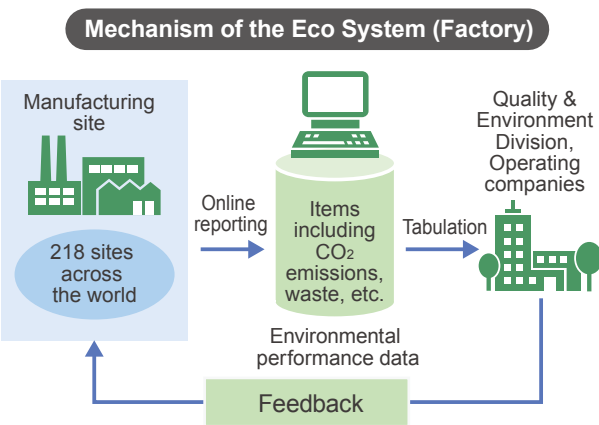 Mechanism of the Eco System (Factory)
Manufacturing
site
218 sites
across
the world
Online
reporting
Items
including
CO₂
emissions,
waste, etc.
Environmental
performance data
Tabulation
Quality &
Environment
Division,
Operating
companies
Feedback